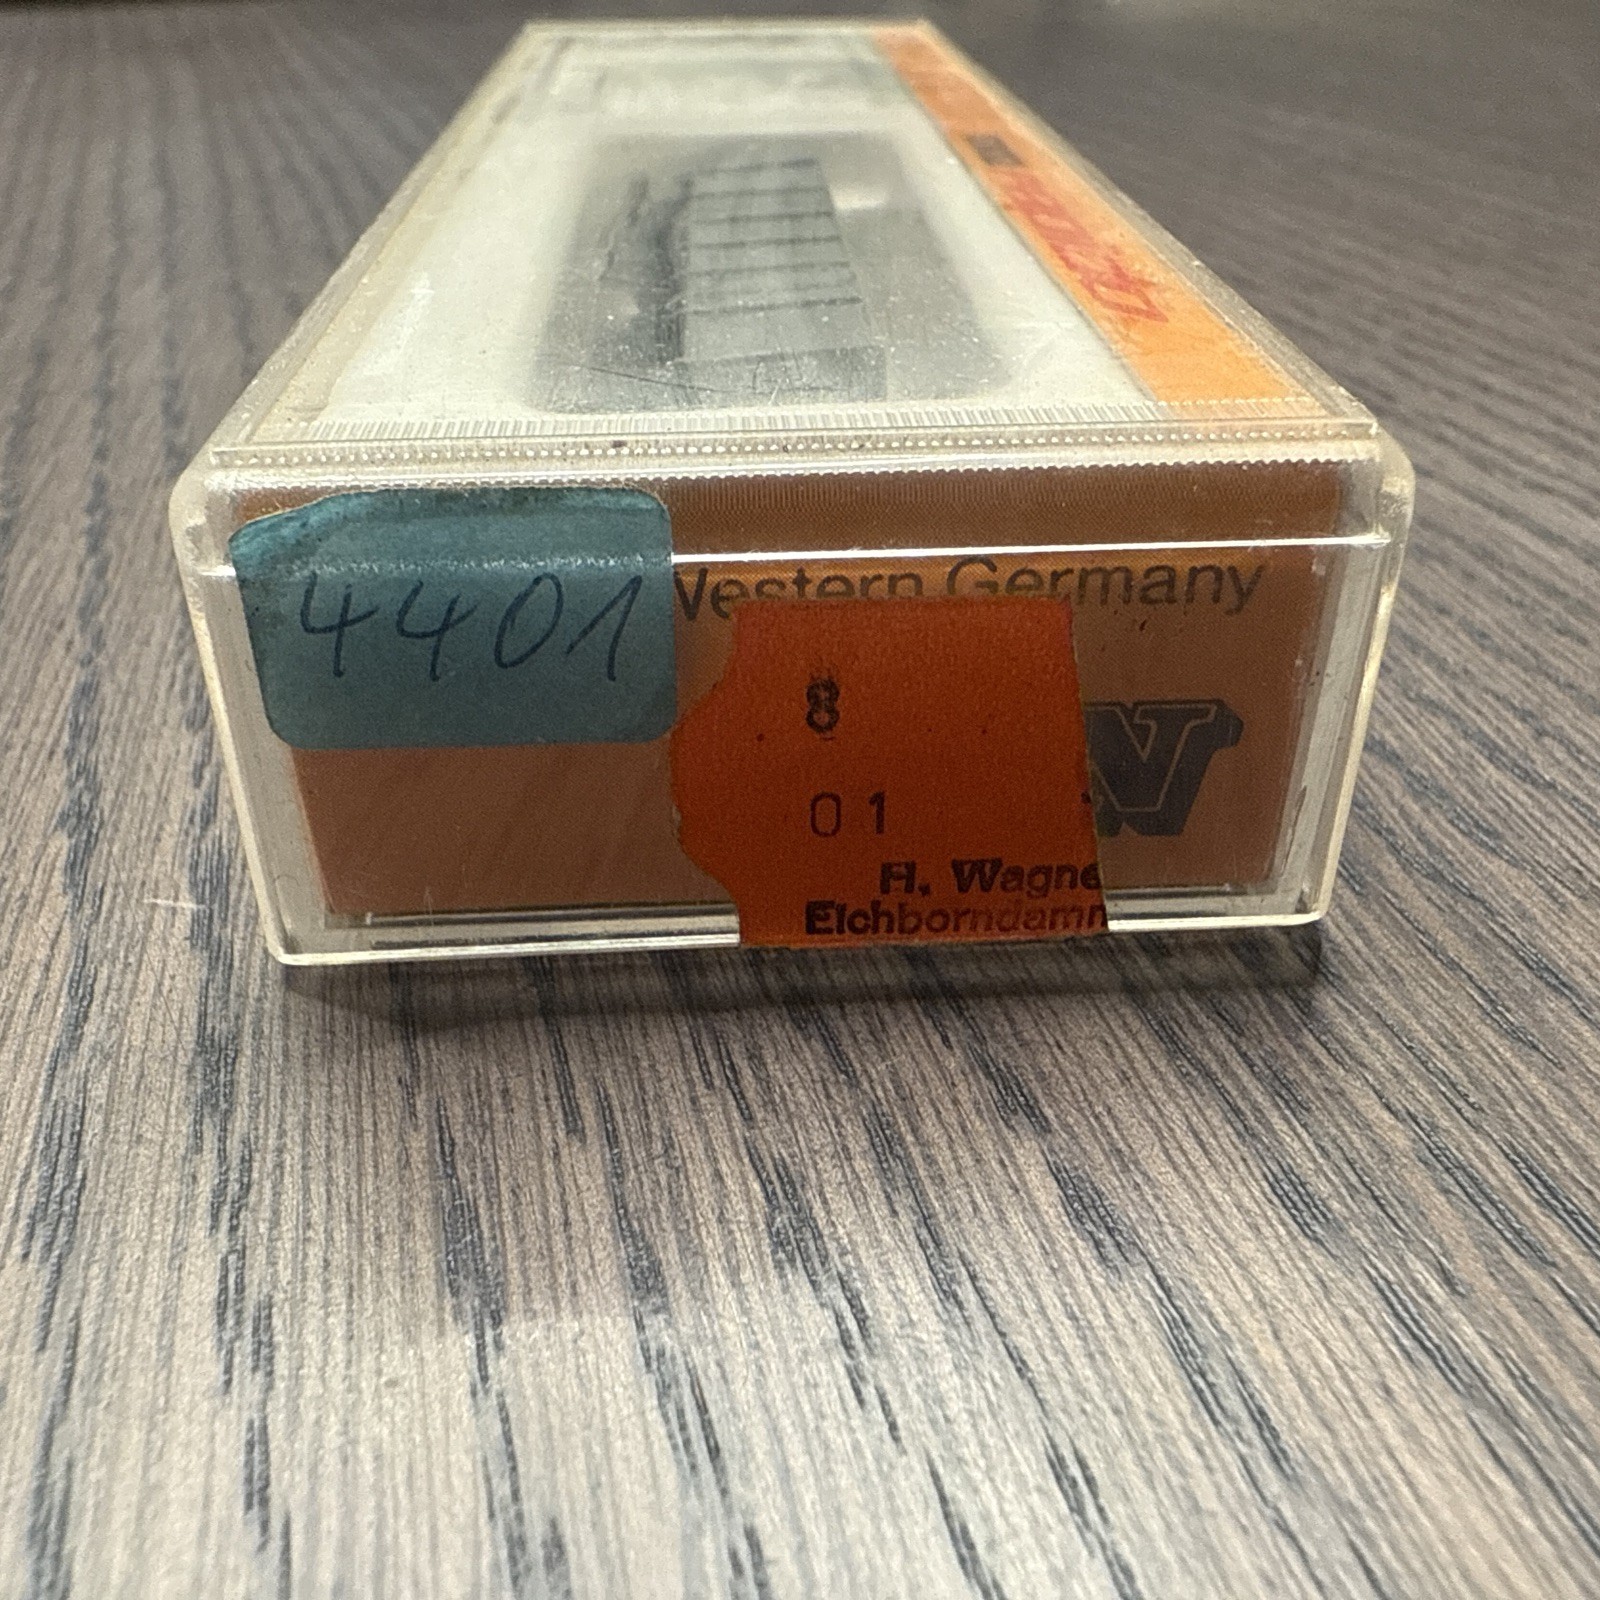 4401
Western Germany
8
01
H. Wagne
Eichborndamm
N